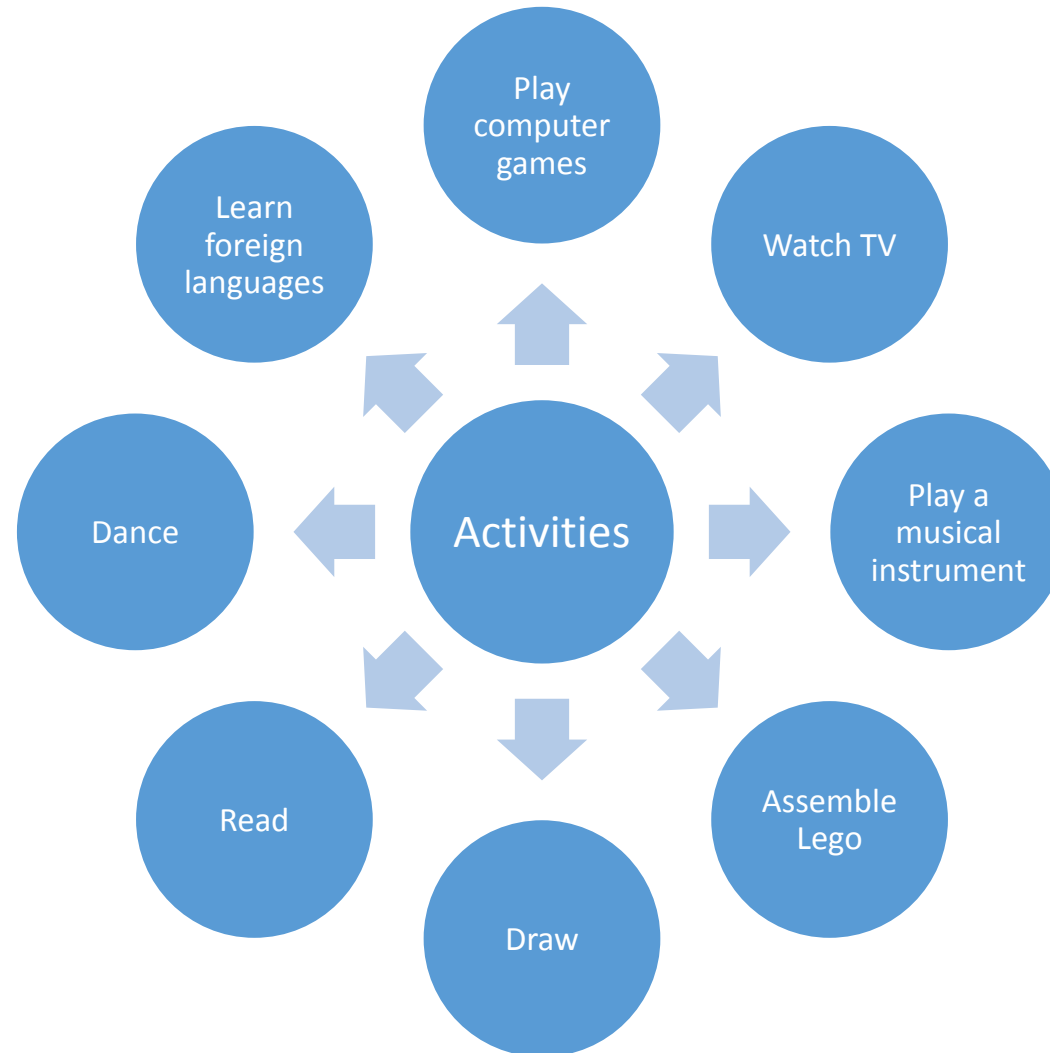 Play
computer
games
Watch TV
Play a
musical
instrument
Assemble
Lego
Draw
Read
Dance
Learn
foreign
languages
Activities